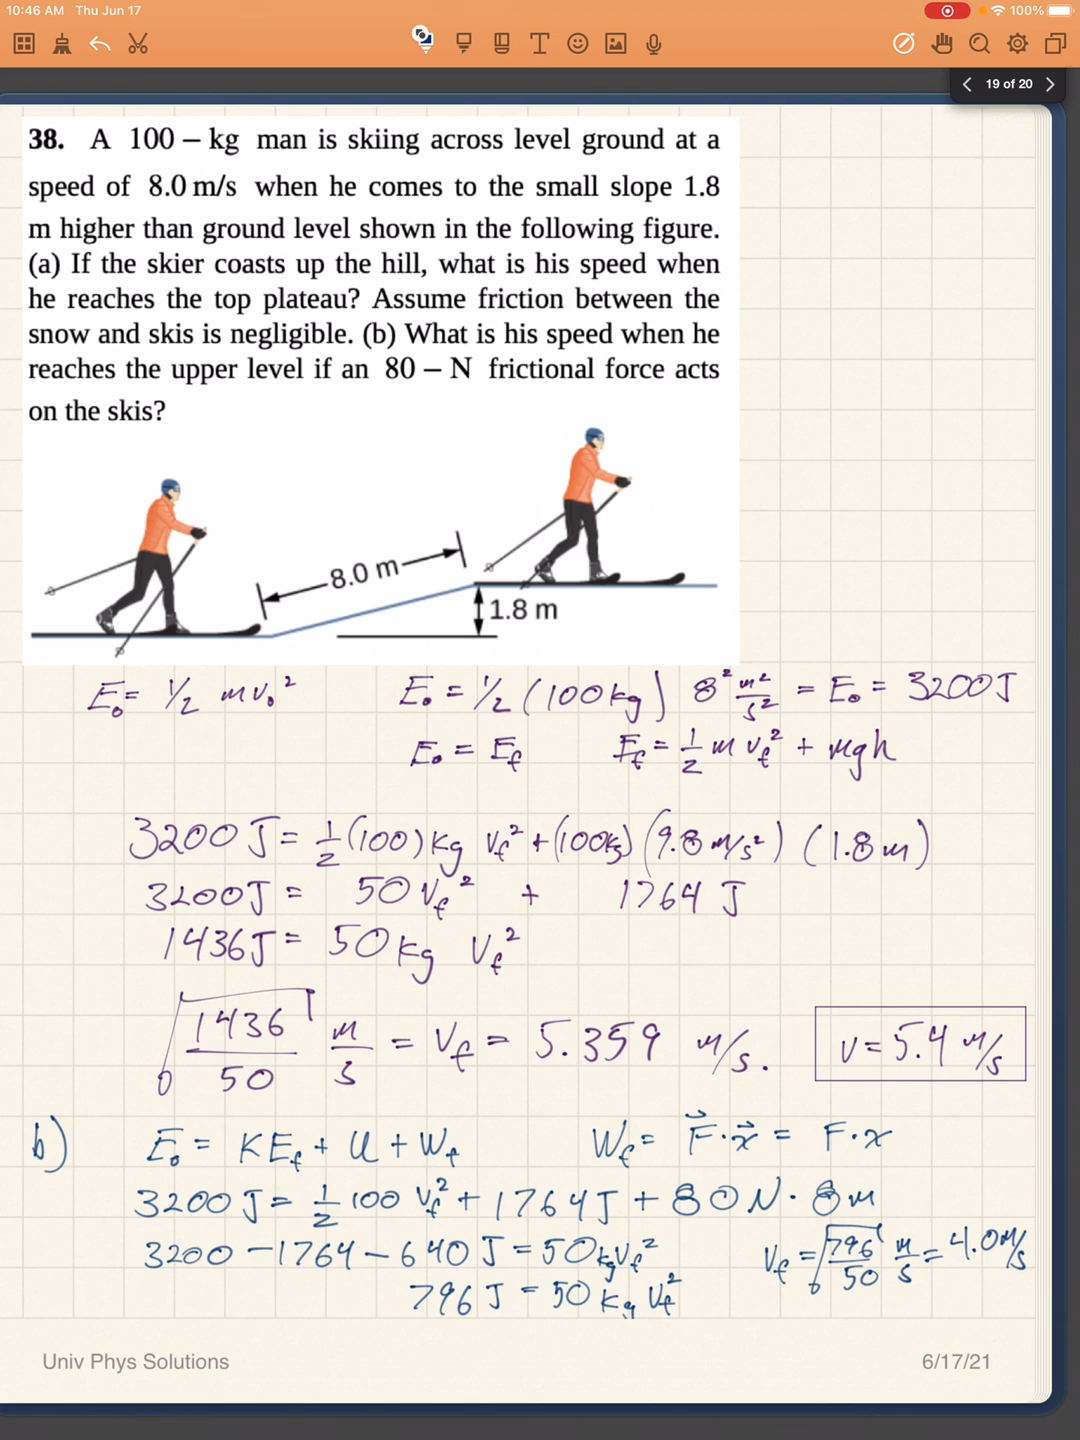 10:46 AM Thu Jun 17
100%
19 of 20
38. A 100 – kg man is skiing across level ground at a
speed of 8.0 m/s when he comes to the small slope 1.8
m higher than ground level shown in the following figure.
(a) If the skier coasts up the hill, what is his speed when
he reaches the top plateau? Assume friction between the
snow and skis is negligible. (b) What is his speed when he
reaches the upper level if an 80 – N frictional force acts
on the skis?
8.0 m
1.8 m
E₀ = ½ m v₀² E₀ = ½ (100 kg) 8² m²/s² = E₀ = 3200 J
E₀ = E_f E_f = ½ m v_f² + mgh
3200 J = ½ (100) kg v_f² + (100 kg) (9.8 m/s²) (1.8 m)
3200 J = 50 v_f² + 1764 J
1436 J = 50 kg v_f²
√(1436/50) m/s = v_f = 5.359 m/s. v = 5.4 m/s
b) E₀ = KE_f + U + W_f W_f = F⃗·x⃗ = F·x
3200 J = ½ 100 v_f² + 1764 J + 80 N · 8 m
3200 – 1764 – 640 J = 50 kg v_f² v_f = √(796/50) m/s = 4.0 m/s
796 J = 50 kg v_f²
Univ Phys Solutions 6/17/21